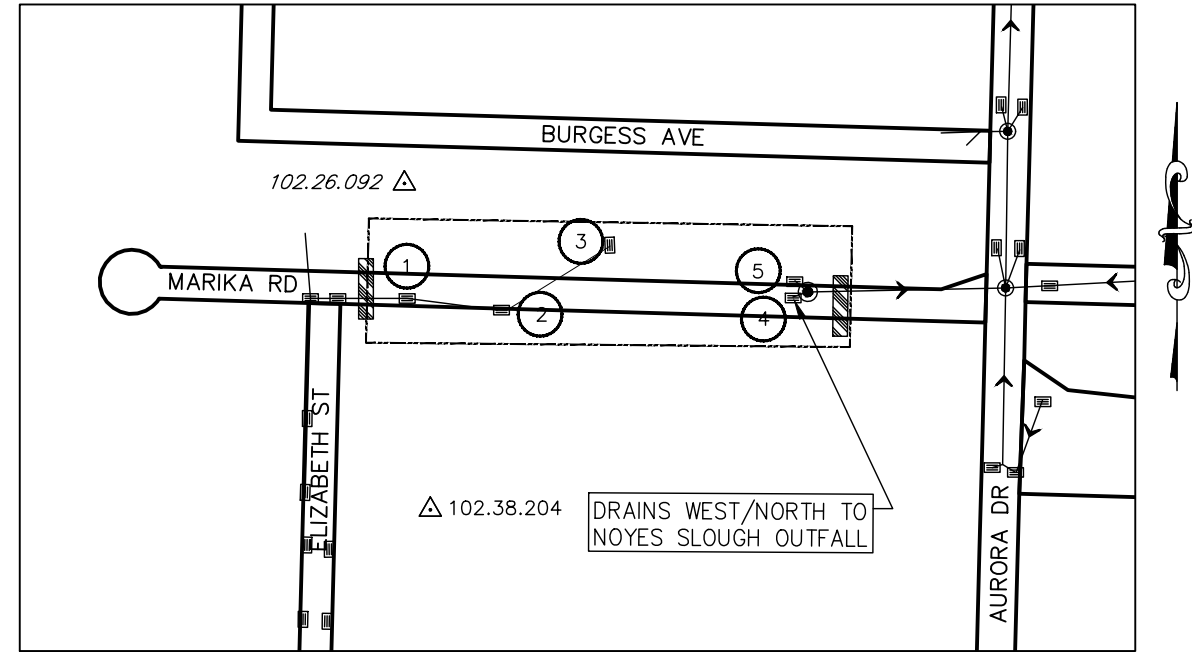 BURGESS AVE
102.26.092
3
1
5
MARIKA RD
2
4
ELIZABETH ST
102.38.204
DRAINS WEST/NORTH TO
NOYES SLOUGH OUTFALL
AURORA DR